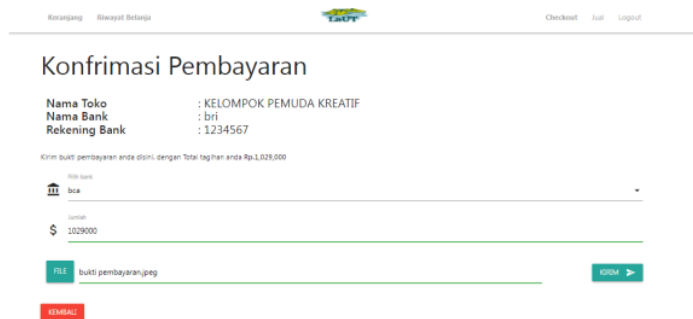 Keranjang Riwayat Belanja LaUT Checkout Jual Logout
Konfrimasi Pembayaran
Nama Toko : KELOMPOK PEMUDA KREATIF
Nama Bank : bri
Rekening Bank : 1234567
Kirim bukti pembayaran anda disini. dengan Total tagihan anda Rp.1,029,000
Pilih bank
bca
Jumlah
$ 1029000
FILE bukti pembayaran.jpeg KIRIM
KEMBALI